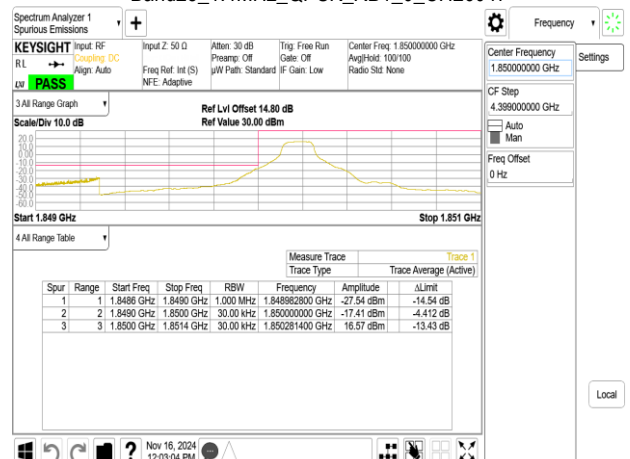 Spectrum Analyzer 1
Spurious Emissions
Frequency
KEYSIGHT
RL
PASS
Input: RF
Coupling: DC
Align: Auto
Input Z: 50 Ω
Freq Ref: Int (S)
NFE: Adaptive
Atten: 30 dB
Preamp: Off
µW Path: Standard
Trig: Free Run
Gate: Off
IF Gain: Low
Center Freq: 1.850000000 GHz
Avg|Hold: 100/100
Radio Std: None
Center Frequency
1.850000000 GHz
Settings
CF Step
4.399000000 GHz
Auto
Man
Freq Offset
0 Hz
3 All Range Graph
Scale/Div 10.0 dB
Ref Lvl Offset 14.80 dB
Ref Value 30.00 dBm
20.0
10.0
0.00
-10.0
-20.0
-30.0
-40.0
-50.0
-60.0
Start 1.849 GHz
Stop 1.851 GHz
4 All Range Table
Measure Trace Trace 1
Trace Type Trace Average (Active)
Spur Range Start Freq Stop Freq RBW Frequency Amplitude ΔLimit
1 1 1.8486 GHz 1.8490 GHz 1.000 MHz 1.848982800 GHz -27.54 dBm -14.54 dB
2 2 1.8490 GHz 1.8500 GHz 30.00 kHz 1.850000000 GHz -17.41 dBm -4.412 dB
3 3 1.8500 GHz 1.8514 GHz 30.00 kHz 1.850281400 GHz 16.57 dBm -13.43 dB
Local
?
Nov 16, 2024
12:03:04 PM